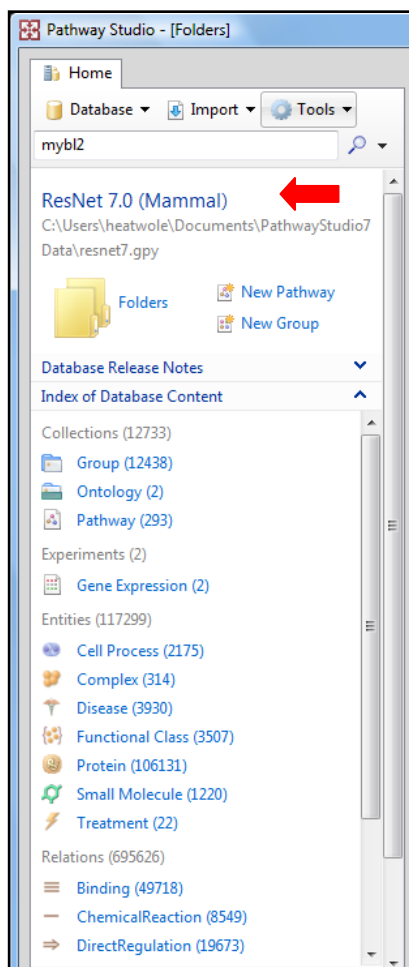 Pathway Studio - [Folders]
Home
Database Import Tools
mybl2
ResNet 7.0 (Mammal)
C:\Users\heatwole\Documents\PathwayStudio7
Data\resnet7.gpy
Folders
New Pathway
New Group
Database Release Notes
Index of Database Content
Collections (12733)
Group (12438)
Ontology (2)
Pathway (293)
Experiments (2)
Gene Expression (2)
Entities (117299)
Cell Process (2175)
Complex (314)
Disease (3930)
Functional Class (3507)
Protein (106131)
Small Molecule (1220)
Treatment (22)
Relations (695626)
Binding (49718)
ChemicalReaction (8549)
DirectRegulation (19673)